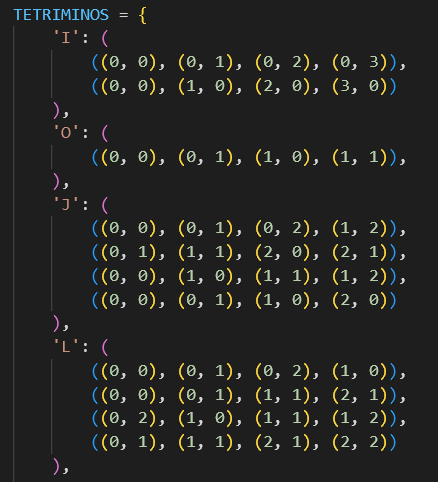 TETRIMINOS = {
    'I': (
        ((0, 0), (0, 1), (0, 2), (0, 3)),
        ((0, 0), (1, 0), (2, 0), (3, 0))
    ),
    'O': (
        ((0, 0), (0, 1), (1, 0), (1, 1)),
    ),
    'J': (
        ((0, 0), (0, 1), (0, 2), (1, 2)),
        ((0, 1), (1, 1), (2, 0), (2, 1)),
        ((0, 0), (1, 0), (1, 1), (1, 2)),
        ((0, 0), (0, 1), (1, 0), (2, 0))
    ),
    'L': (
        ((0, 0), (0, 1), (0, 2), (1, 0)),
        ((0, 0), (0, 1), (1, 1), (2, 1)),
        ((0, 2), (1, 0), (1, 1), (1, 2)),
        ((0, 1), (1, 1), (2, 1), (2, 2))
    ),